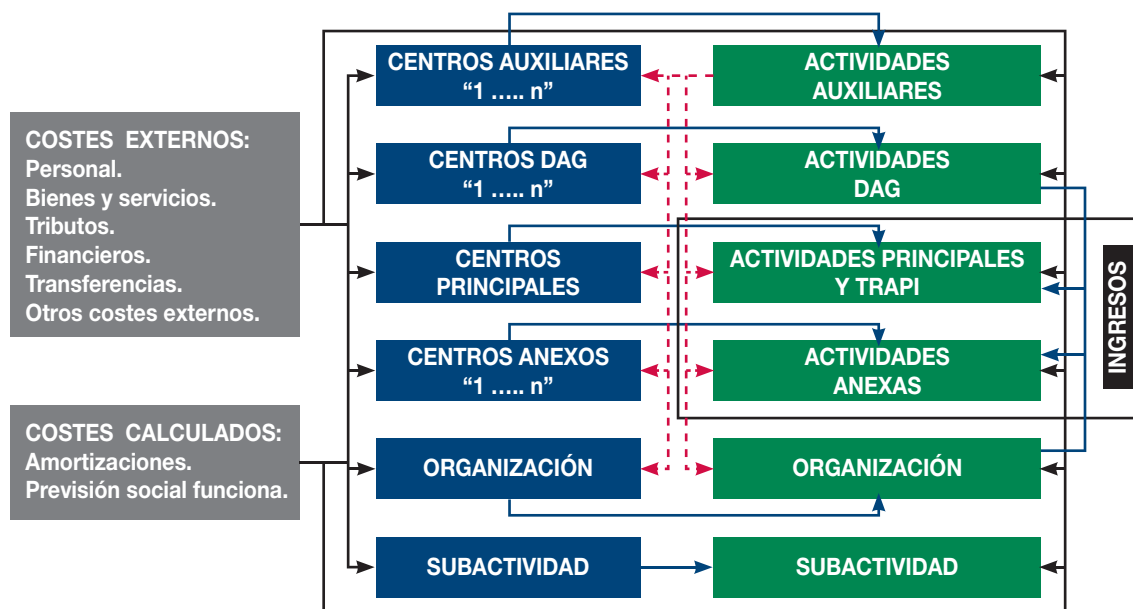 COSTES EXTERNOS:
Personal.
Bienes y servicios.
Tributos.
Financieros.
Transferencias.
Otros costes externos.
COSTES CALCULADOS:
Amortizaciones.
Previsión social funciona.
CENTROS AUXILIARES
“1 ..... n”
CENTROS DAG
“1 ..... n”
CENTROS
PRINCIPALES
CENTROS ANEXOS
“1 ..... n”
ORGANIZACIÓN
SUBACTIVIDAD
ACTIVIDADES
AUXILIARES
ACTIVIDADES
DAG
ACTIVIDADES PRINCIPALES
Y TRAPI
ACTIVIDADES
ANEXAS
ORGANIZACIÓN
SUBACTIVIDAD
INGRESOS